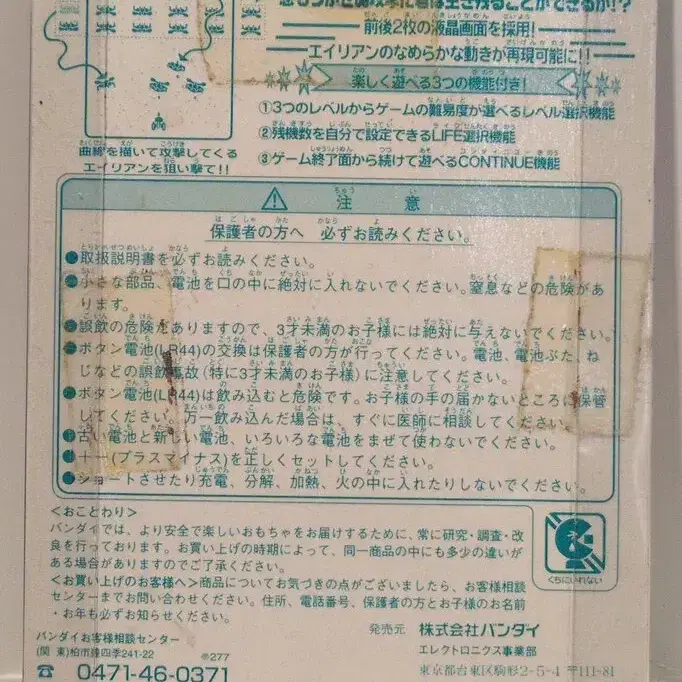 生き残ることができるか!?
前後2枚の液晶画面を採用!
エイリアンのなめらかな動きが再現可能に!!
楽しく遊べる3つの機能付き!
①3つのレベルからゲームの難易度が選べるレベル選択機能
②残機数を自分で設定できるLIFE選択機能
③ゲーム終了面から続けて遊べるCONTINUE機能
曲線を描いて攻撃してくる
エイリアンを狙い撃て!!
⚠ 注意
保護者の方へ 必ずお読みください。
●取扱説明書を必ずお読みください。
●小さな部品、電池を口の中に絶対に入れないでください。窒息などの危険があ
ります。
●誤飲の危険がありますので、3才未満のお子様には絶対に与えないでください。
●ボタン電池(LR44)の交換は保護者の方が行ってください。電池、電池ぶた、ね
じなどの誤飲事故(特に3才未満のお子様)に注意してください。
●ボタン電池(LR44)は飲み込むと危険です。お子様の手の届かないところに保管
してください。万一飲み込んだ場合は、すぐに医師に相談してください。
●古い電池と新しい電池、いろいろな電池をまぜて使わないでください。
●+-(プラスマイナス)を正しくセットしてください。
●ショートさせたり充電、分解、加熱、火の中に入れたりしないでください。
<おことわり>
バンダイでは、より安全で楽しいおもちゃをお届けするために、常に研究・調査・改
良を行っております。お買い上げの時期によって、同一商品の中にも多少の違いが
ある場合がありますのでご了承ください。
<お買い上げのお客様へ>商品についてお気づきの点がございましたら、お客様相談
センターまでお問い合わせください。住所、電話番号、保護者の方とお子様のお名前
・お年も必ずお知らせください。
くちにいれない
バンダイお客様相談センター
(関 東)柏市豊四季241-22
☎ 0471-46-0371
277
発売元 株式会社バンダイ
エレクトロニクス事業部
東京都台東区駒形2-5-4 〒111-81